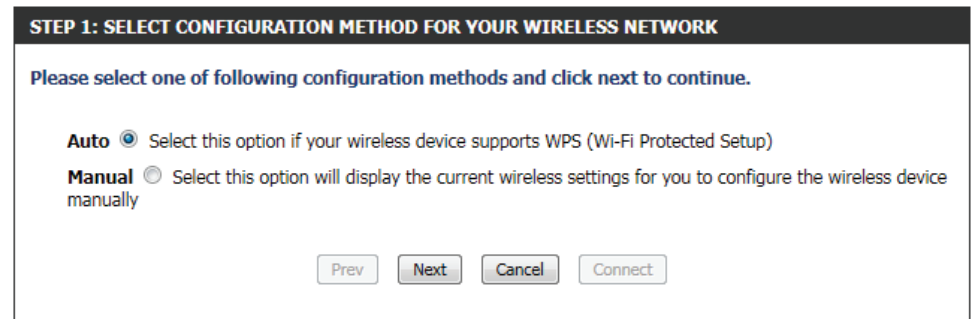 STEP 1: SELECT CONFIGURATION METHOD FOR YOUR WIRELESS NETWORK
Please select one of following configuration methods and click next to continue.
Auto Select this option if your wireless device supports WPS (Wi-Fi Protected Setup)
Manual Select this option will display the current wireless settings for you to configure the wireless device
manually
Prev Next Cancel Connect